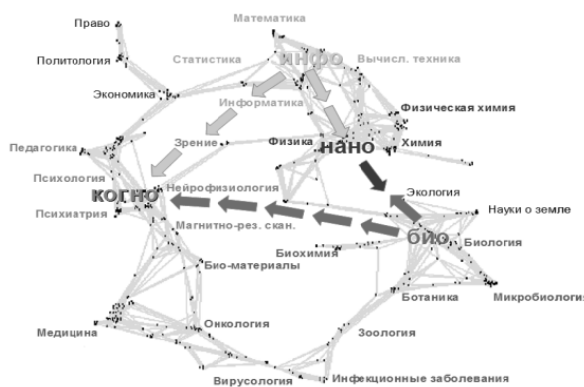 Математика
Право
Статистика
инфо
Вычисл. техника
Политология
Экономика
Информатика
Физическая химия
Зрение
Физика
нано
Химия
Педагогика
Психология
когно
Нейрофизиология
Экология
Психиатрия
Науки о земле
Магнитно-рез. скан.
био
Биология
Биохимия
Био-материалы
Ботаника
Микробиология
Медицина
Онкология
Зоология
Вирусология
Инфекционные заболевания